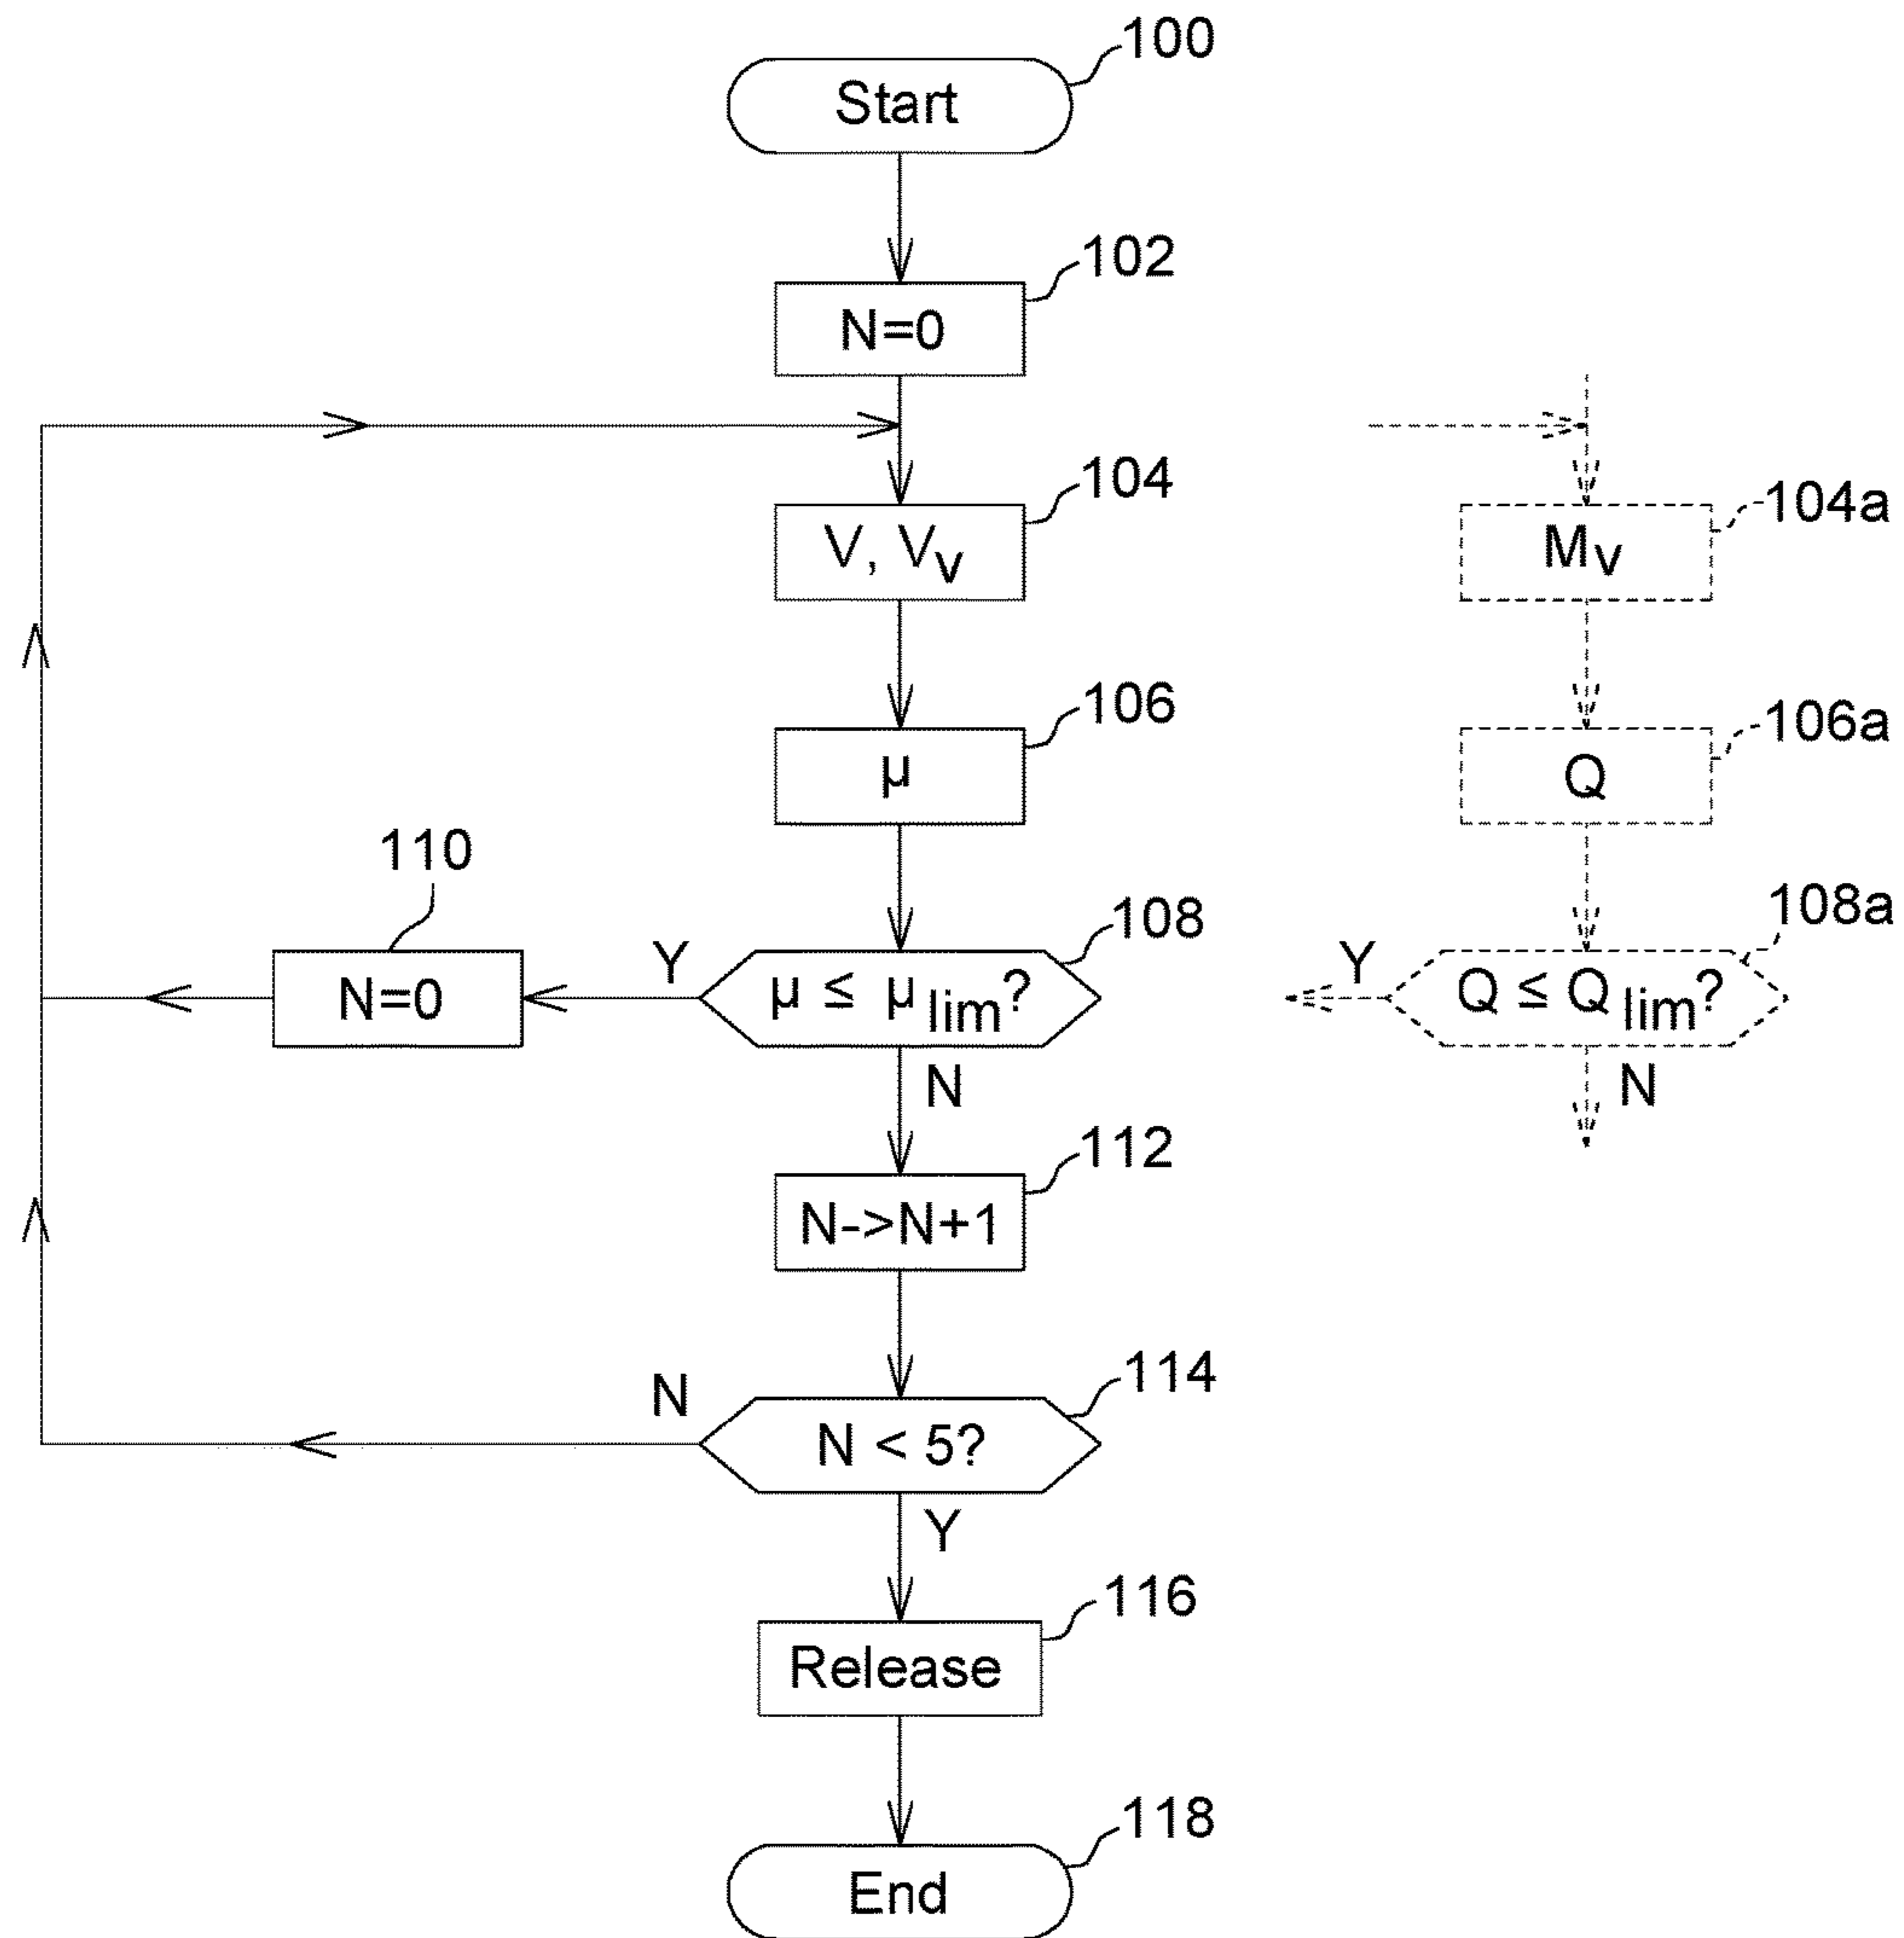 100
Start
102
N=0
104
V, Vv
104a
Mv
106
µ
106a
Q
110
N=0
Y
108
µ ≤ µlim?
N
Y
108a
Q ≤ Qlim?
N
112
N->N+1
N
114
N < 5?
Y
116
Release
118
End